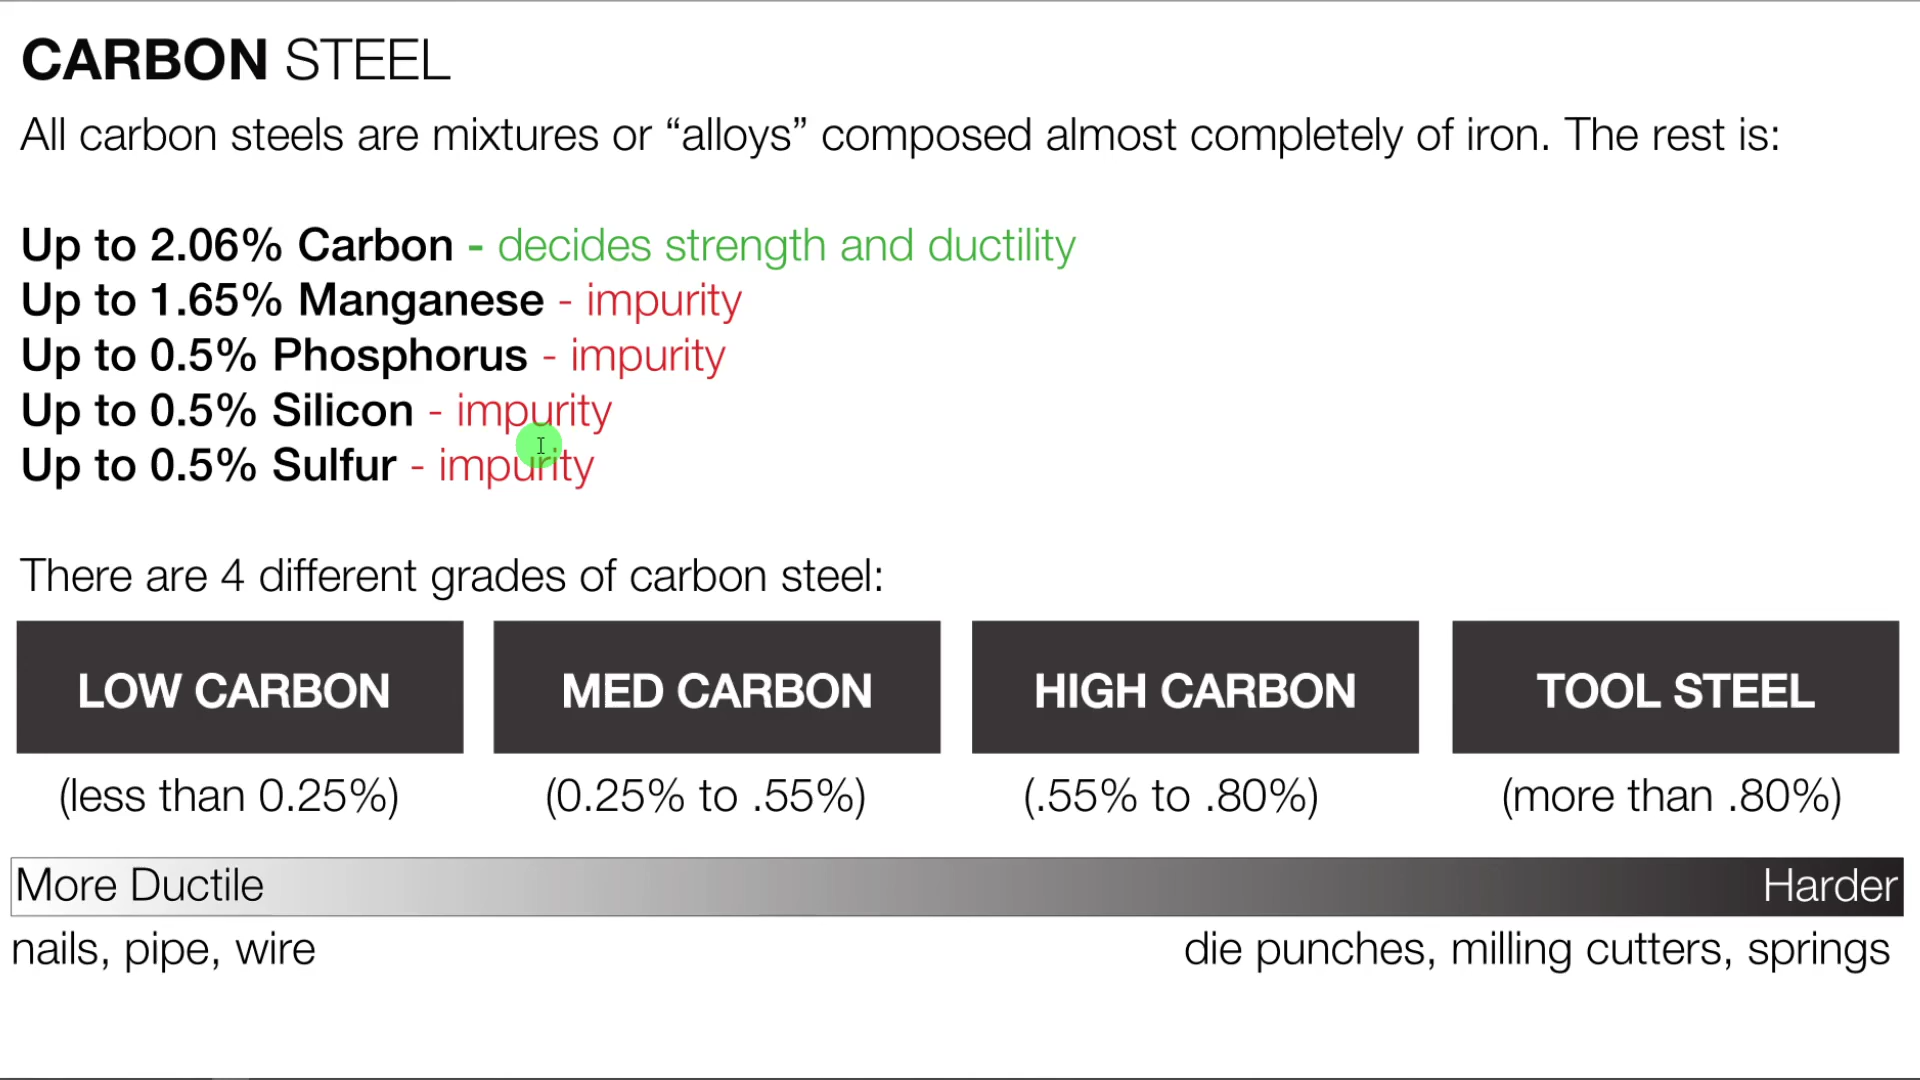 CARBON STEEL
All carbon steels are mixtures or “alloys” composed almost completely of iron. The rest is:
Up to 2.06% Carbon - decides strength and ductility
Up to 1.65% Manganese - impurity
Up to 0.5% Phosphorus - impurity
Up to 0.5% Silicon - impurity
Up to 0.5% Sulfur - impurity
There are 4 different grades of carbon steel:
LOW CARBON MED CARBON HIGH CARBON TOOL STEEL
(less than 0.25%) (0.25% to .55%) (.55% to .80%) (more than .80%)
More Ductile Harder
nails, pipe, wire die punches, milling cutters, springs